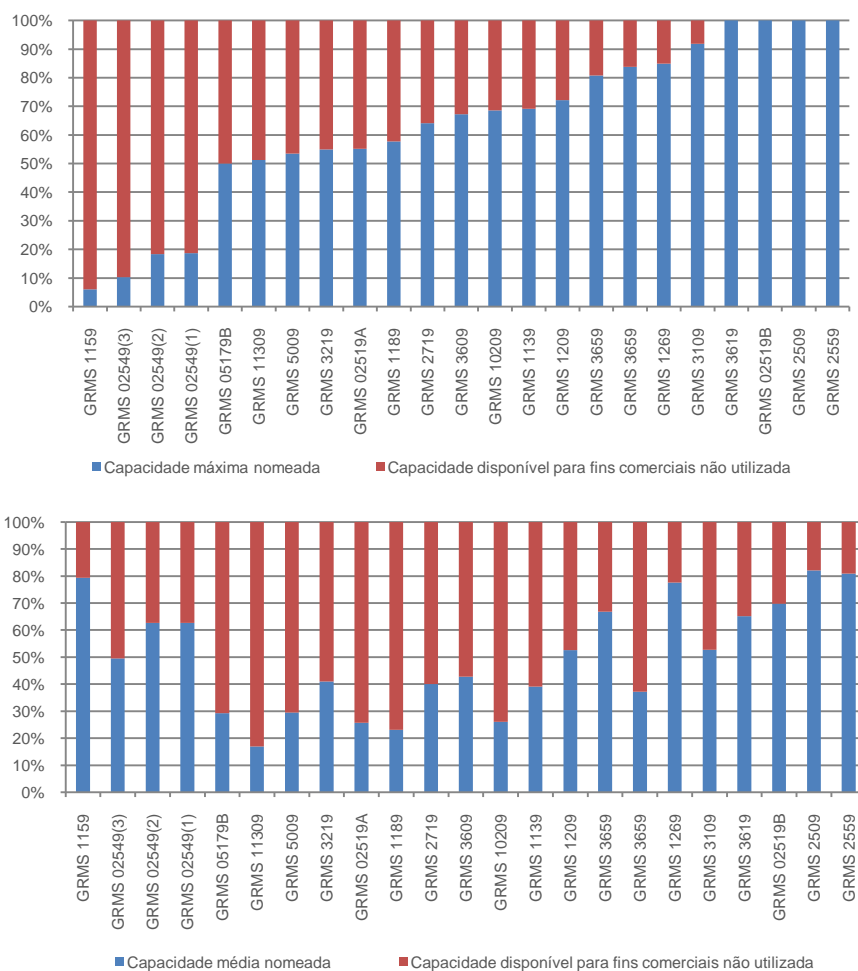 100%
90%
80%
70%
60%
50%
40%
30%
20%
10%
0%
GRMS 1159
GRMS 02549(3)
GRMS 02549(2)
GRMS 02549(1)
GRMS 05179B
GRMS 11309
GRMS 5009
GRMS 3219
GRMS 02519A
GRMS 1189
GRMS 2719
GRMS 3609
GRMS 10209
GRMS 1139
GRMS 1209
GRMS 3659
GRMS 3659
GRMS 1269
GRMS 3109
GRMS 3619
GRMS 02519B
GRMS 2509
GRMS 2559
Capacidade máxima nomeada
Capacidade disponível para fins comerciais não utilizada
100%
90%
80%
70%
60%
50%
40%
30%
20%
10%
0%
GRMS 1159
GRMS 02549(3)
GRMS 02549(2)
GRMS 02549(1)
GRMS 05179B
GRMS 11309
GRMS 5009
GRMS 3219
GRMS 02519A
GRMS 1189
GRMS 2719
GRMS 3609
GRMS 10209
GRMS 1139
GRMS 1209
GRMS 3659
GRMS 3659
GRMS 1269
GRMS 3109
GRMS 3619
GRMS 02519B
GRMS 2509
GRMS 2559
Capacidade média nomeada
Capacidade disponível para fins comerciais não utilizada